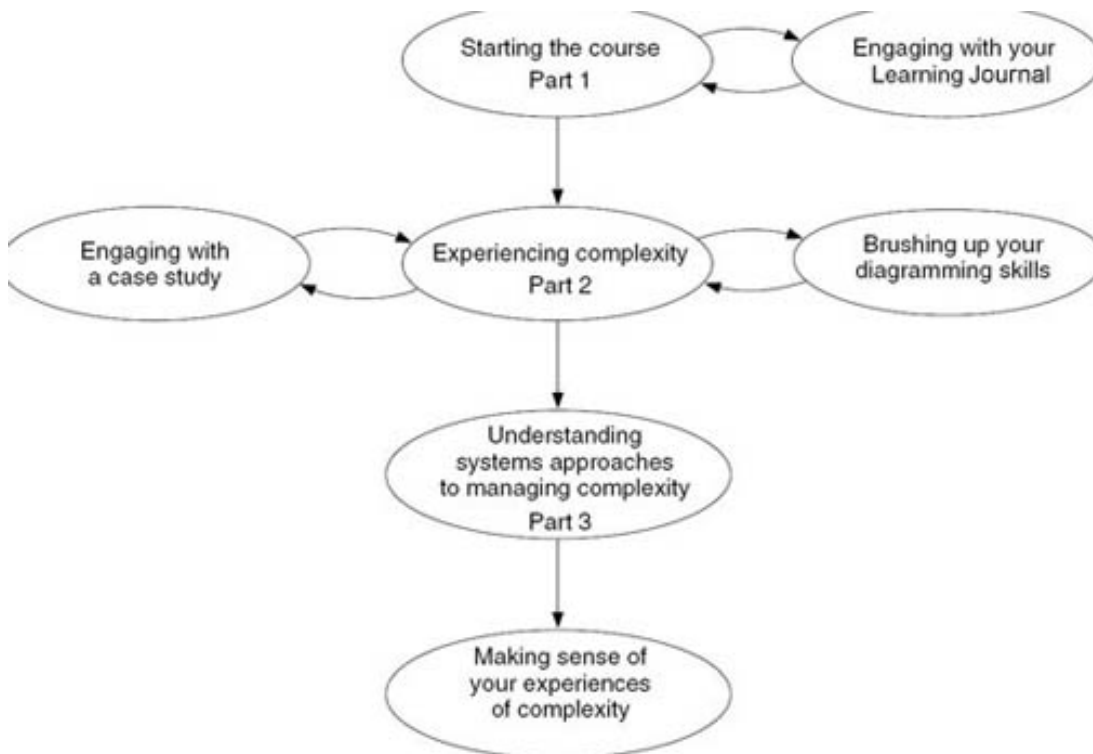 Starting the course
Part 1
Engaging with your
Learning Journal
Engaging with
a case study
Experiencing complexity
Part 2
Brushing up your
diagramming skills
Understanding
systems approaches
to managing complexity
Part 3
Making sense of
your experiences
of complexity